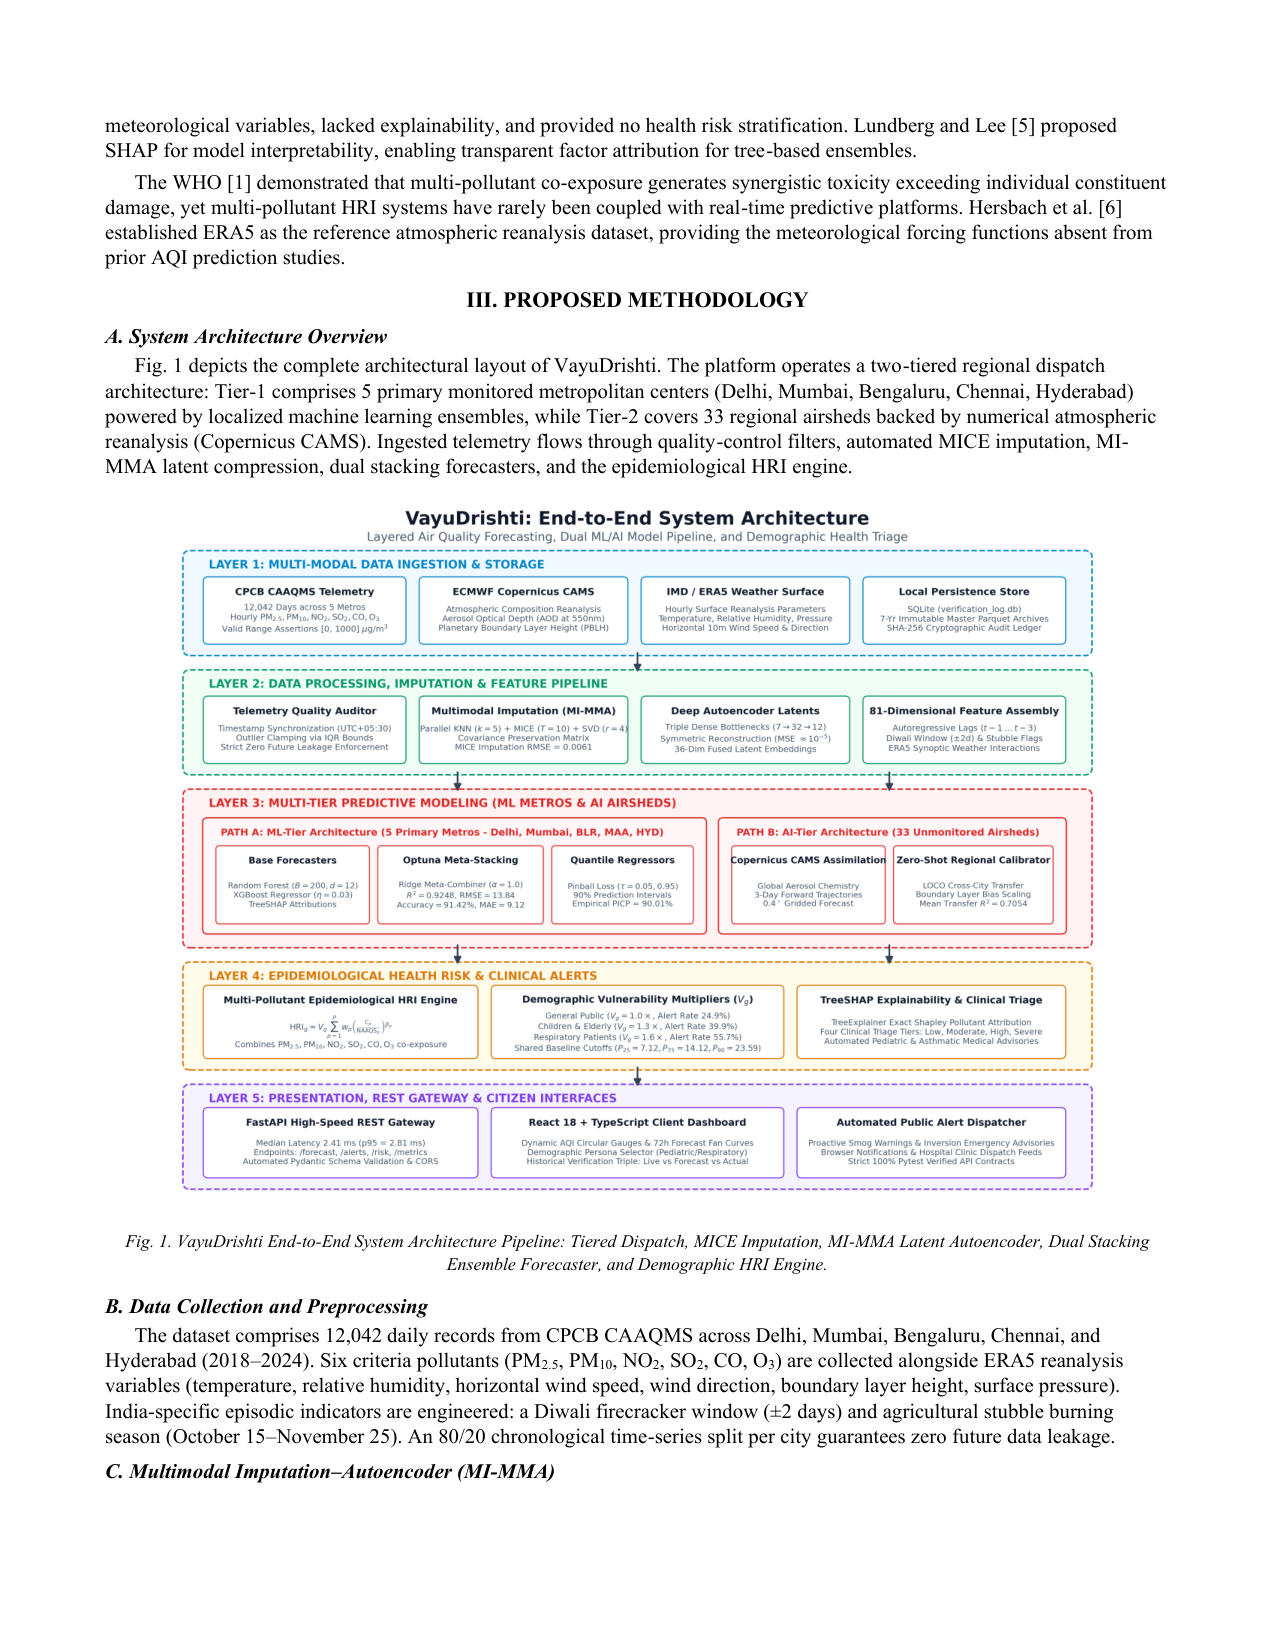 meteorological variables, lacked explainability, and provided no health risk stratification. Lundberg and Lee [5] proposed
SHAP for model interpretability, enabling transparent factor attribution for tree-based ensembles.
The WHO [1] demonstrated that multi-pollutant co-exposure generates synergistic toxicity exceeding individual constituent
damage, yet multi-pollutant HRI systems have rarely been coupled with real-time predictive platforms. Hersbach et al. [6]
established ERA5 as the reference atmospheric reanalysis dataset, providing the meteorological forcing functions absent from
prior AQI prediction studies.
III. PROPOSED METHODOLOGY
A. System Architecture Overview
Fig. 1 depicts the complete architectural layout of VayuDrishti. The platform operates a two-tiered regional dispatch
architecture: Tier-1 comprises 5 primary monitored metropolitan centers (Delhi, Mumbai, Bengaluru, Chennai, Hyderabad)
powered by localized machine learning ensembles, while Tier-2 covers 33 regional airsheds backed by numerical atmospheric
reanalysis (Copernicus CAMS). Ingested telemetry flows through quality-control filters, automated MICE imputation, MI-
MMA latent compression, dual stacking forecasters, and the epidemiological HRI engine.
VayuDrishti: End-to-End System Architecture
Layered Air Quality Forecasting, Dual ML/AI Model Pipeline, and Demographic Health Triage
LAYER 1: MULTI-MODAL DATA INGESTION & STORAGE
CPCB CAAQMS Telemetry
12,042 Days across 5 Metros
Hourly PM2.5, PM10, NO2, SO2, CO, O3
Valid Range Assertions [0, 1000] μg/m³
ECMWF Copernicus CAMS
Atmospheric Composition Reanalysis
Aerosol Optical Depth (AOD at 550nm)
Planetary Boundary Layer Height (PBLH)
IMD / ERA5 Weather Surface
Hourly Surface Reanalysis Parameters
Temperature, Relative Humidity, Pressure
Horizontal 10m Wind Speed & Direction
Local Persistence Store
SQLite (verification_log.db)
7-Yr Immutable Master Parquet Archives
SHA-256 Cryptographic Audit Ledger
LAYER 2: DATA PROCESSING, IMPUTATION & FEATURE PIPELINE
Telemetry Quality Auditor
Timestamp Synchronization (UTC+05:30)
Outlier Clamping via IQR Bounds
Strict Zero Future Leakage Enforcement
Multimodal Imputation (MI-MMA)
Parallel KNN (k = 5) + MICE (T = 10) + SVD (r = 4)
Covariance Preservation Matrix
MICE Imputation RMSE = 0.0061
Deep Autoencoder Latents
Triple Dense Bottlenecks (7 → 32 → 12)
Symmetric Reconstruction (MSE ≈ 10⁻⁵)
36-Dim Fused Latent Embeddings
81-Dimensional Feature Assembly
Autoregressive Lags (t − 1 … t − 3)
Diwali Window (±2d) & Stubble Flags
ERA5 Synoptic Weather Interactions
LAYER 3: MULTI-TIER PREDICTIVE MODELING (ML METROS & AI AIRSHEDS)
PATH A: ML-Tier Architecture (5 Primary Metros - Delhi, Mumbai, BLR, MAA, HYD)
Base Forecasters
Random Forest (B = 200, d = 12)
XGBoost Regressor (η = 0.03)
TreeSHAP Attributions
Optuna Meta-Stacking
Ridge Meta-Combiner (α = 1.0)
R² = 0.9248, RMSE = 13.84
Accuracy = 91.42%, MAE = 9.12
Quantile Regressors
Pinball Loss (τ = 0.05, 0.95)
90% Prediction Intervals
Empirical PICP = 90.01%
PATH B: AI-Tier Architecture (33 Unmonitored Airsheds)
Copernicus CAMS Assimilation
Global Aerosol Chemistry
3-Day Forward Trajectories
0.4° Gridded Forecast
Zero-Shot Regional Calibrator
LOCO Cross-City Transfer
Boundary Layer Bias Scaling
Mean Transfer R² = 0.7054
LAYER 4: EPIDEMIOLOGICAL HEALTH RISK & CLINICAL ALERTS
Multi-Pollutant Epidemiological HRI Engine
HRI_g = V_g ∑_{p=1}^{P} w_p (C_p / NAAQS_p)^{β_p}
Combines PM2.5, PM10, NO2, SO2, CO, O3 co-exposure
Demographic Vulnerability Multipliers (V_g)
General Public (V_g = 1.0 ×, Alert Rate 24.9%)
Children & Elderly (V_g = 1.3 ×, Alert Rate 39.9%)
Respiratory Patients (V_g = 1.6 ×, Alert Rate 55.7%)
Shared Baseline Cutoffs (P25 = 7.12, P75 = 14.12, P90 = 23.59)
TreeSHAP Explainability & Clinical Triage
TreeExplainer Exact Shapley Pollutant Attribution
Four Clinical Triage Tiers: Low, Moderate, High, Severe
Automated Pediatric & Asthmatic Medical Advisories
LAYER 5: PRESENTATION, REST GATEWAY & CITIZEN INTERFACES
FastAPI High-Speed REST Gateway
Median Latency 2.41 ms (p95 = 2.81 ms)
Endpoints: /forecast, /alerts, /risk, /metrics
Automated Pydantic Schema Validation & CORS
React 18 + TypeScript Client Dashboard
Dynamic AQI Circular Gauges & 72h Forecast Fan Curves
Demographic Persona Selector (Pediatric/Respiratory)
Historical Verification Triple: Live vs Forecast vs Actual
Automated Public Alert Dispatcher
Proactive Smog Warnings & Inversion Emergency Advisories
Browser Notifications & Hospital Clinic Dispatch Feeds
Strict 100% Pytest Verified API Contracts
Fig. 1. VayuDrishti End-to-End System Architecture Pipeline: Tiered Dispatch, MICE Imputation, MI-MMA Latent Autoencoder, Dual Stacking
Ensemble Forecaster, and Demographic HRI Engine.
B. Data Collection and Preprocessing
The dataset comprises 12,042 daily records from CPCB CAAQMS across Delhi, Mumbai, Bengaluru, Chennai, and
Hyderabad (2018–2024). Six criteria pollutants (PM2.5, PM10, NO2, SO2, CO, O3) are collected alongside ERA5 reanalysis
variables (temperature, relative humidity, horizontal wind speed, wind direction, boundary layer height, surface pressure).
India-specific episodic indicators are engineered: a Diwali firecracker window (±2 days) and agricultural stubble burning
season (October 15–November 25). An 80/20 chronological time-series split per city guarantees zero future data leakage.
C. Multimodal Imputation–Autoencoder (MI-MMA)